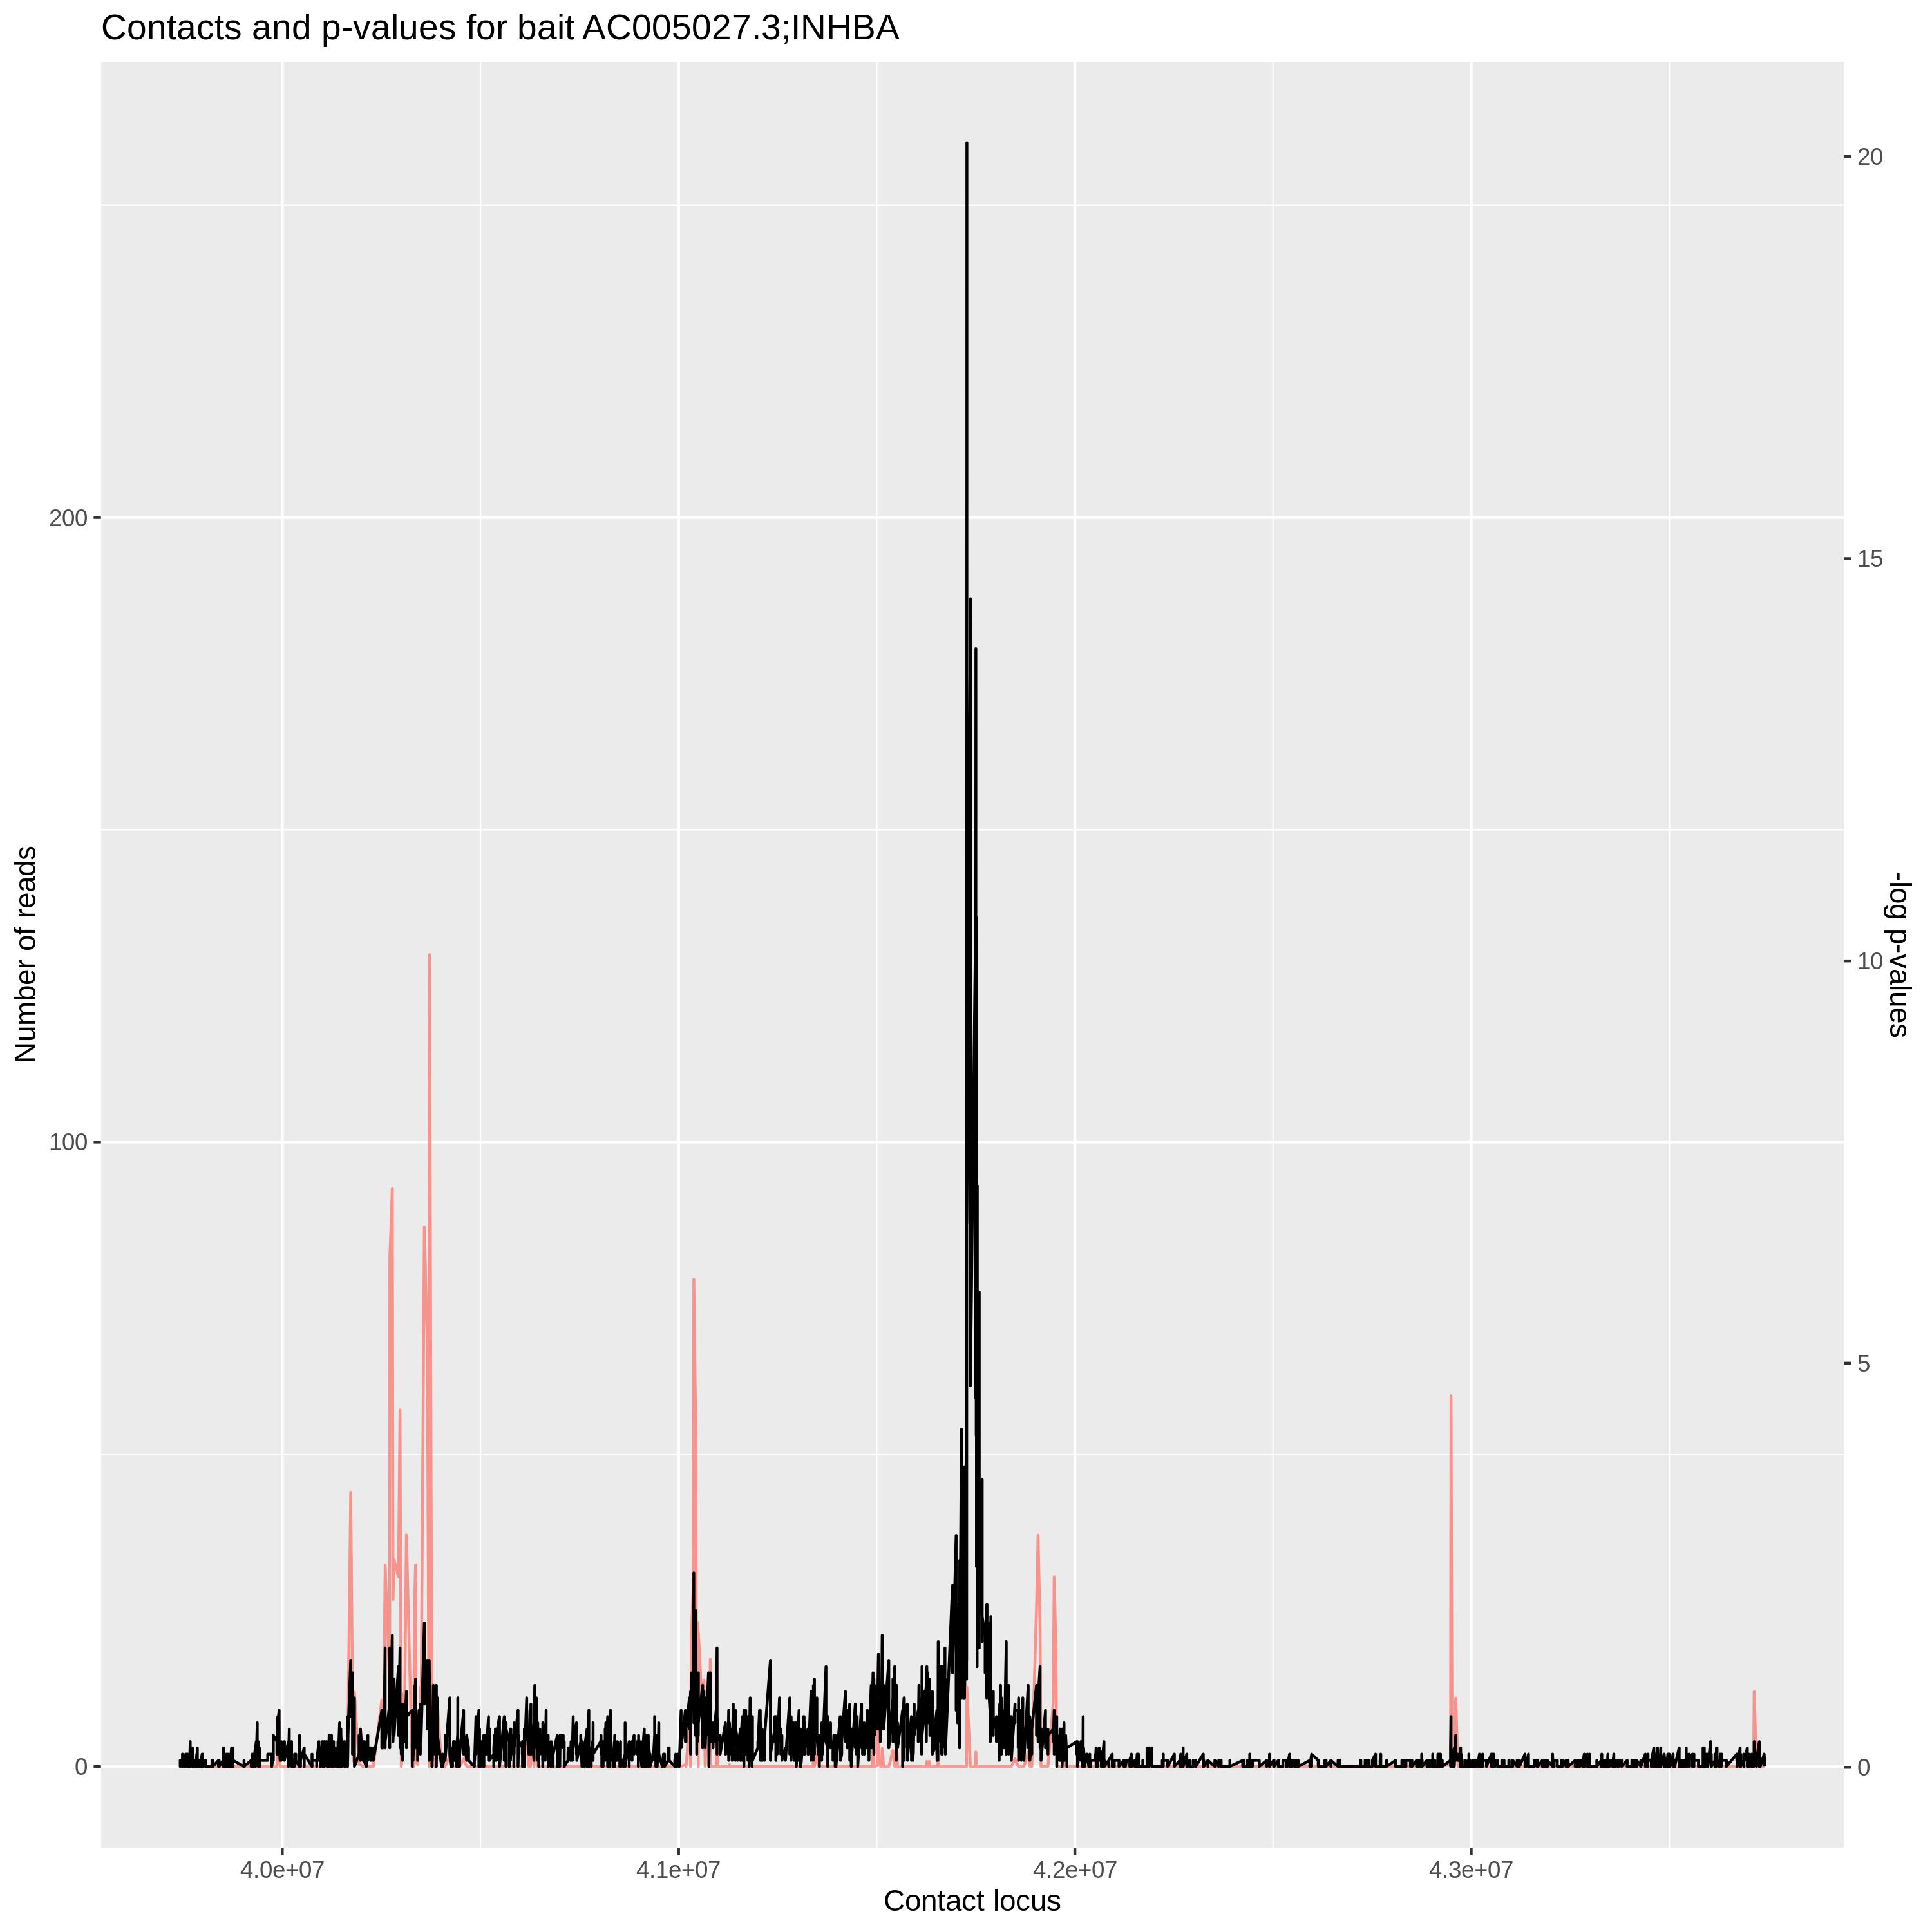 Contacts and p-values for bait AC005027.3;INHBA
Number of reads
200
100
0
20
15
10
5
0
-log p-values
4.0e+07
4.1e+07
4.2e+07
4.3e+07
Contact locus